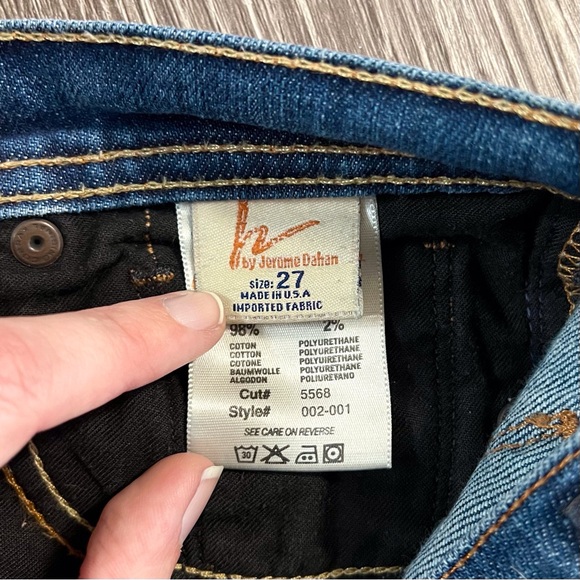 by Jerome Dahan
size: 27
MADE IN U.S.A
IMPORTED FABRIC
98% 2%
COTON POLYURETHANE
COTTON POLYURETHANE
COTONE POLYURETHANE
BAUMWOLLE POLYURETHANE
ALGODON POLIURETANO
Cut# 5568
Style# 002-001
SEE CARE ON REVERSE
30